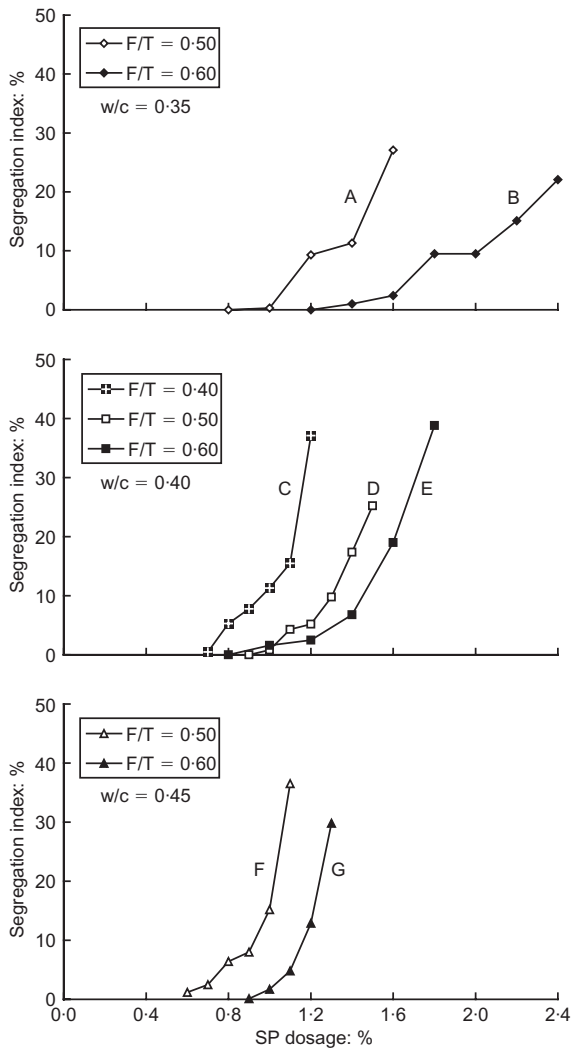 50
40
30
20
10
0
Segregation index: %
F/T = 0·50
F/T = 0·60
w/c = 0·35
A
B
50
40
30
20
10
0
Segregation index: %
F/T = 0·40
F/T = 0·50
F/T = 0·60
w/c = 0·40
C
D
E
50
40
30
20
10
0
Segregation index: %
F/T = 0·50
F/T = 0·60
w/c = 0·45
F
G
0·0 0·4 0·8 1·2 1·6 2·0 2·4
SP dosage: %